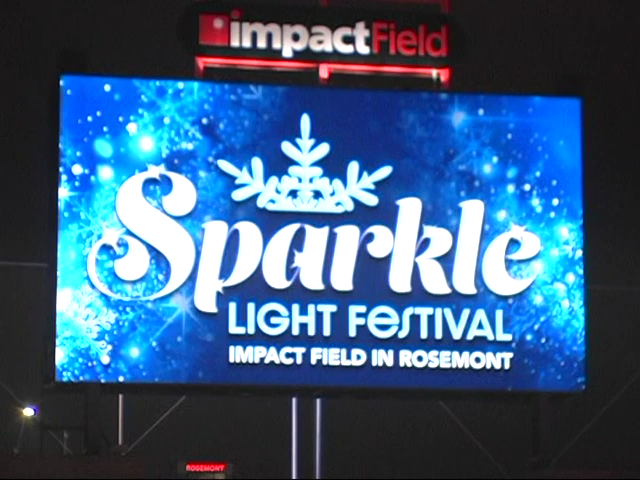 impactField
Sparkle
LIGHT FESTIVAL
IMPACT FIELD IN ROSEMONT
ROSEMONT